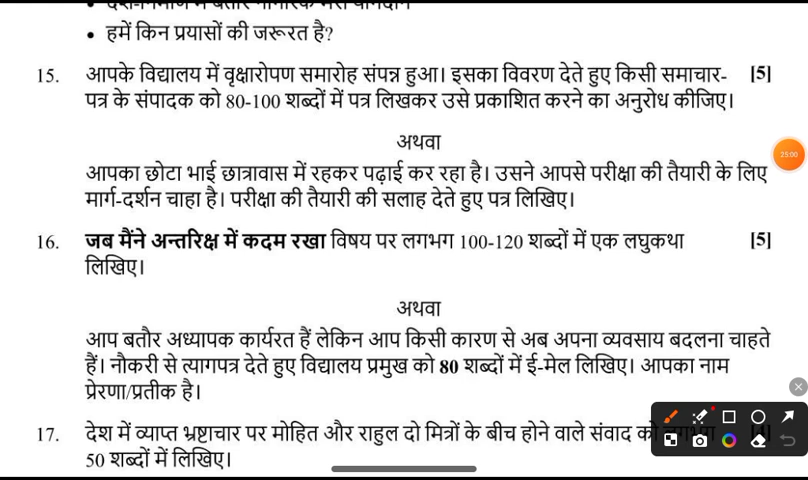 हमें किन प्रयासों की जरूरत है?
15. आपके विद्यालय में वृक्षारोपण समारोह संपन्न हुआ। इसका विवरण देते हुए किसी समाचार- [5]
पत्र के संपादक को 80-100 शब्दों में पत्र लिखकर उसे प्रकाशित करने का अनुरोध कीजिए।
अथवा
25:00
आपका छोटा भाई छात्रावास में रहकर पढ़ाई कर रहा है। उसने आपसे परीक्षा की तैयारी के लिए
मार्ग-दर्शन चाहा है। परीक्षा की तैयारी की सलाह देते हुए पत्र लिखिए।
16. जब मैंने अन्तरिक्ष में कदम रखा विषय पर लगभग 100-120 शब्दों में एक लघुकथा [5]
लिखिए।
अथवा
आप बतौर अध्यापक कार्यरत हैं लेकिन आप किसी कारण से अब अपना व्यवसाय बदलना चाहते
हैं। नौकरी से त्यागपत्र देते हुए विद्यालय प्रमुख को 80 शब्दों में ई-मेल लिखिए। आपका नाम
प्रेरणा/प्रतीक है।
17. देश में व्याप्त भ्रष्टाचार पर मोहित और राहुल दो मित्रों के बीच होने वाले संवाद को
50 शब्दों में लिखिए।